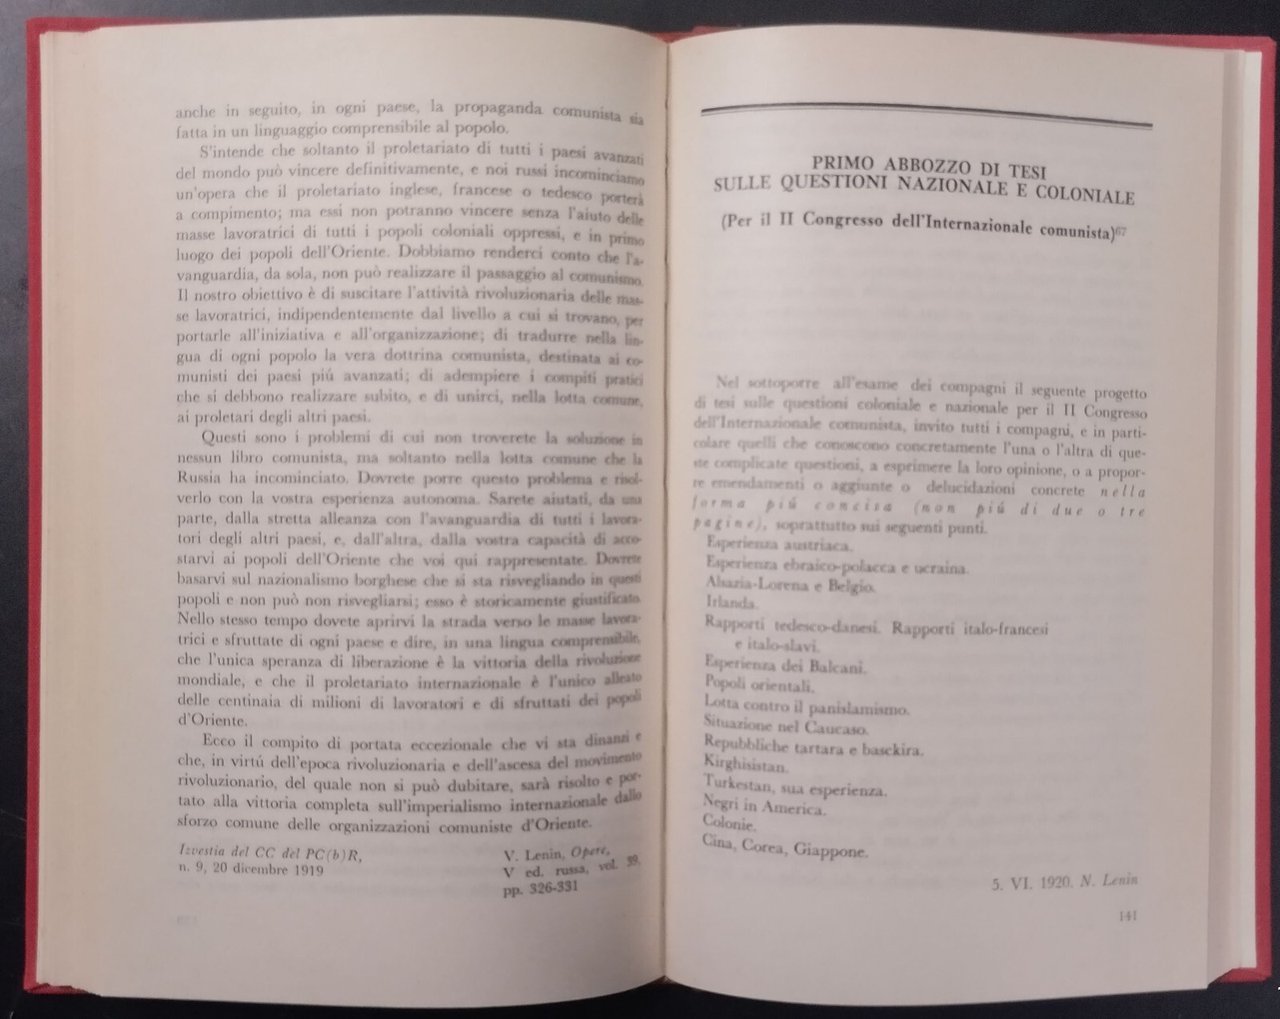 anche in seguito, in ogni paese, la propaganda comunista sia
fatta in un linguaggio comprensibile al popolo.
S'intende che soltanto il proletariato di tutti i paesi avanzati
del mondo può vincere definitivamente, e noi russi incominciamo
un'opera che il proletariato inglese, francese o tedesco porterà
a compimento; ma essi non potranno vincere senza l'aiuto delle
masse lavoratrici di tutti i popoli coloniali oppressi, e in primo
luogo dei popoli dell'Oriente. Dobbiamo renderci conto che l'a-
vanguardia, da sola, non può realizzare il passaggio al comunismo.
Il nostro obiettivo è di suscitare l'attività rivoluzionaria delle mas-
se lavoratrici, indipendentemente dal livello a cui si trovano, per
portarle all'iniziativa e all'organizzazione; di tradurre nella lin-
gua di ogni popolo la vera dottrina comunista, destinata ai co-
munisti dei paesi piú avanzati; di adempiere i compiti pratici
che si debbono realizzare subito, e di unirci, nella lotta comune,
ai proletari degli altri paesi.
Questi sono i problemi di cui non troverete la soluzione in
nessun libro comunista, ma soltanto nella lotta comune che la
Russia ha incominciato. Dovrete porre questo problema e risol-
verlo con la vostra esperienza autonoma. Sarete aiutati, da una
parte, dalla stretta alleanza con l'avanguardia di tutti i lavora-
tori degli altri paesi, e, dall'altra, dalla vostra capacità di acco-
starvi ai popoli dell'Oriente che voi qui rappresentate. Dovrete
basarvi sul nazionalismo borghese che si sta risvegliando in questi
popoli e non può non risvegliarsi; esso è storicamente giustificato.
Nello stesso tempo dovete aprirvi la strada verso le masse lavora-
trici e sfruttate di ogni paese e dire, in una lingua comprensibile,
che l'unica speranza di liberazione è la vittoria della rivoluzione
mondiale, e che il proletariato internazionale è l'unico alleato
delle centinaia di milioni di lavoratori e di sfruttati dei popoli
d'Oriente.
Ecco il compito di portata eccezionale che vi sta dinanzi e
che, in virtú dell'epoca rivoluzionaria e dell'ascesa del movimento
rivoluzionario, del quale non si può dubitare, sarà risolto e por-
tato alla vittoria completa sull'imperialismo internazionale dallo
sforzo comune delle organizzazioni comuniste d'Oriente.
Izvestia del CC del PC(b)R,
n. 9, 20 dicembre 1919
V. Lenin, Opere,
V ed. russa, vol. 39,
pp. 326-331
PRIMO ABBOZZO DI TESI
SULLE QUESTIONI NAZIONALE E COLONIALE
(Per il II Congresso dell'Internazionale comunista)67
Nel sottoporre all'esame dei compagni il seguente progetto
di tesi sulle questioni coloniale e nazionale per il II Congresso
dell'Internazionale comunista, invito tutti i compagni, e in parti-
colare quelli che conoscono concretamente l'una o l'altra di que-
ste complicate questioni, a esprimere la loro opinione, o a propor-
re emendamenti o aggiunte o delucidazioni concrete nella
forma piú concisa (non piú di due o tre
pagine), soprattutto sui seguenti punti.
Esperienza austriaca.
Esperienza ebraico-polacca e ucraina.
Alsazia-Lorena e Belgio.
Irlanda.
Rapporti tedesco-danesi. Rapporti italo-francesi
e italo-slavi.
Esperienza dei Balcani.
Popoli orientali.
Lotta contro il panislamismo.
Situazione nel Caucaso.
Repubbliche tartara e basckira.
Kirghisistan.
Turkestan, sua esperienza.
Negri in America.
Colonie.
Cina, Corea, Giappone.
5. VI. 1920. N. Lenin
141